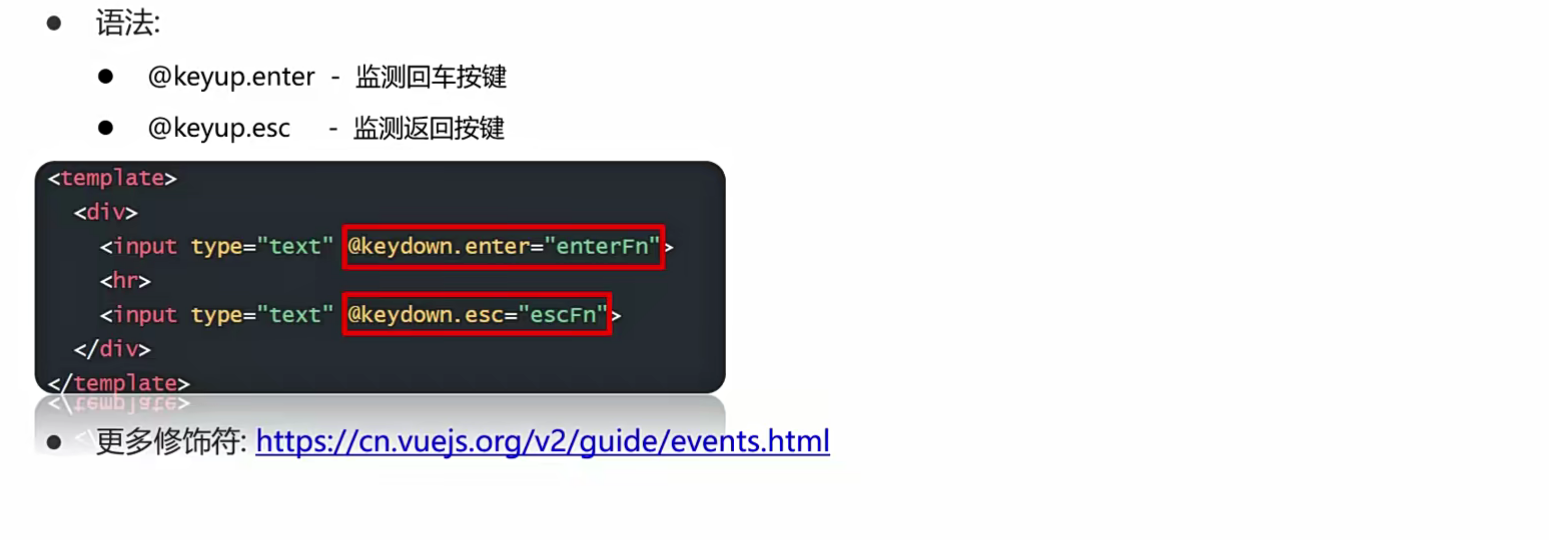 语法:
@keyup.enter - 监测回车按键
@keyup.esc - 监测返回按键
<template>
<div>
<input type="text" @keydown.enter="enterFn">
<hr>
<input type="text" @keydown.esc="escFn">
</div>
</template>
更多修饰符: https://cn.vuejs.org/v2/guide/events.html